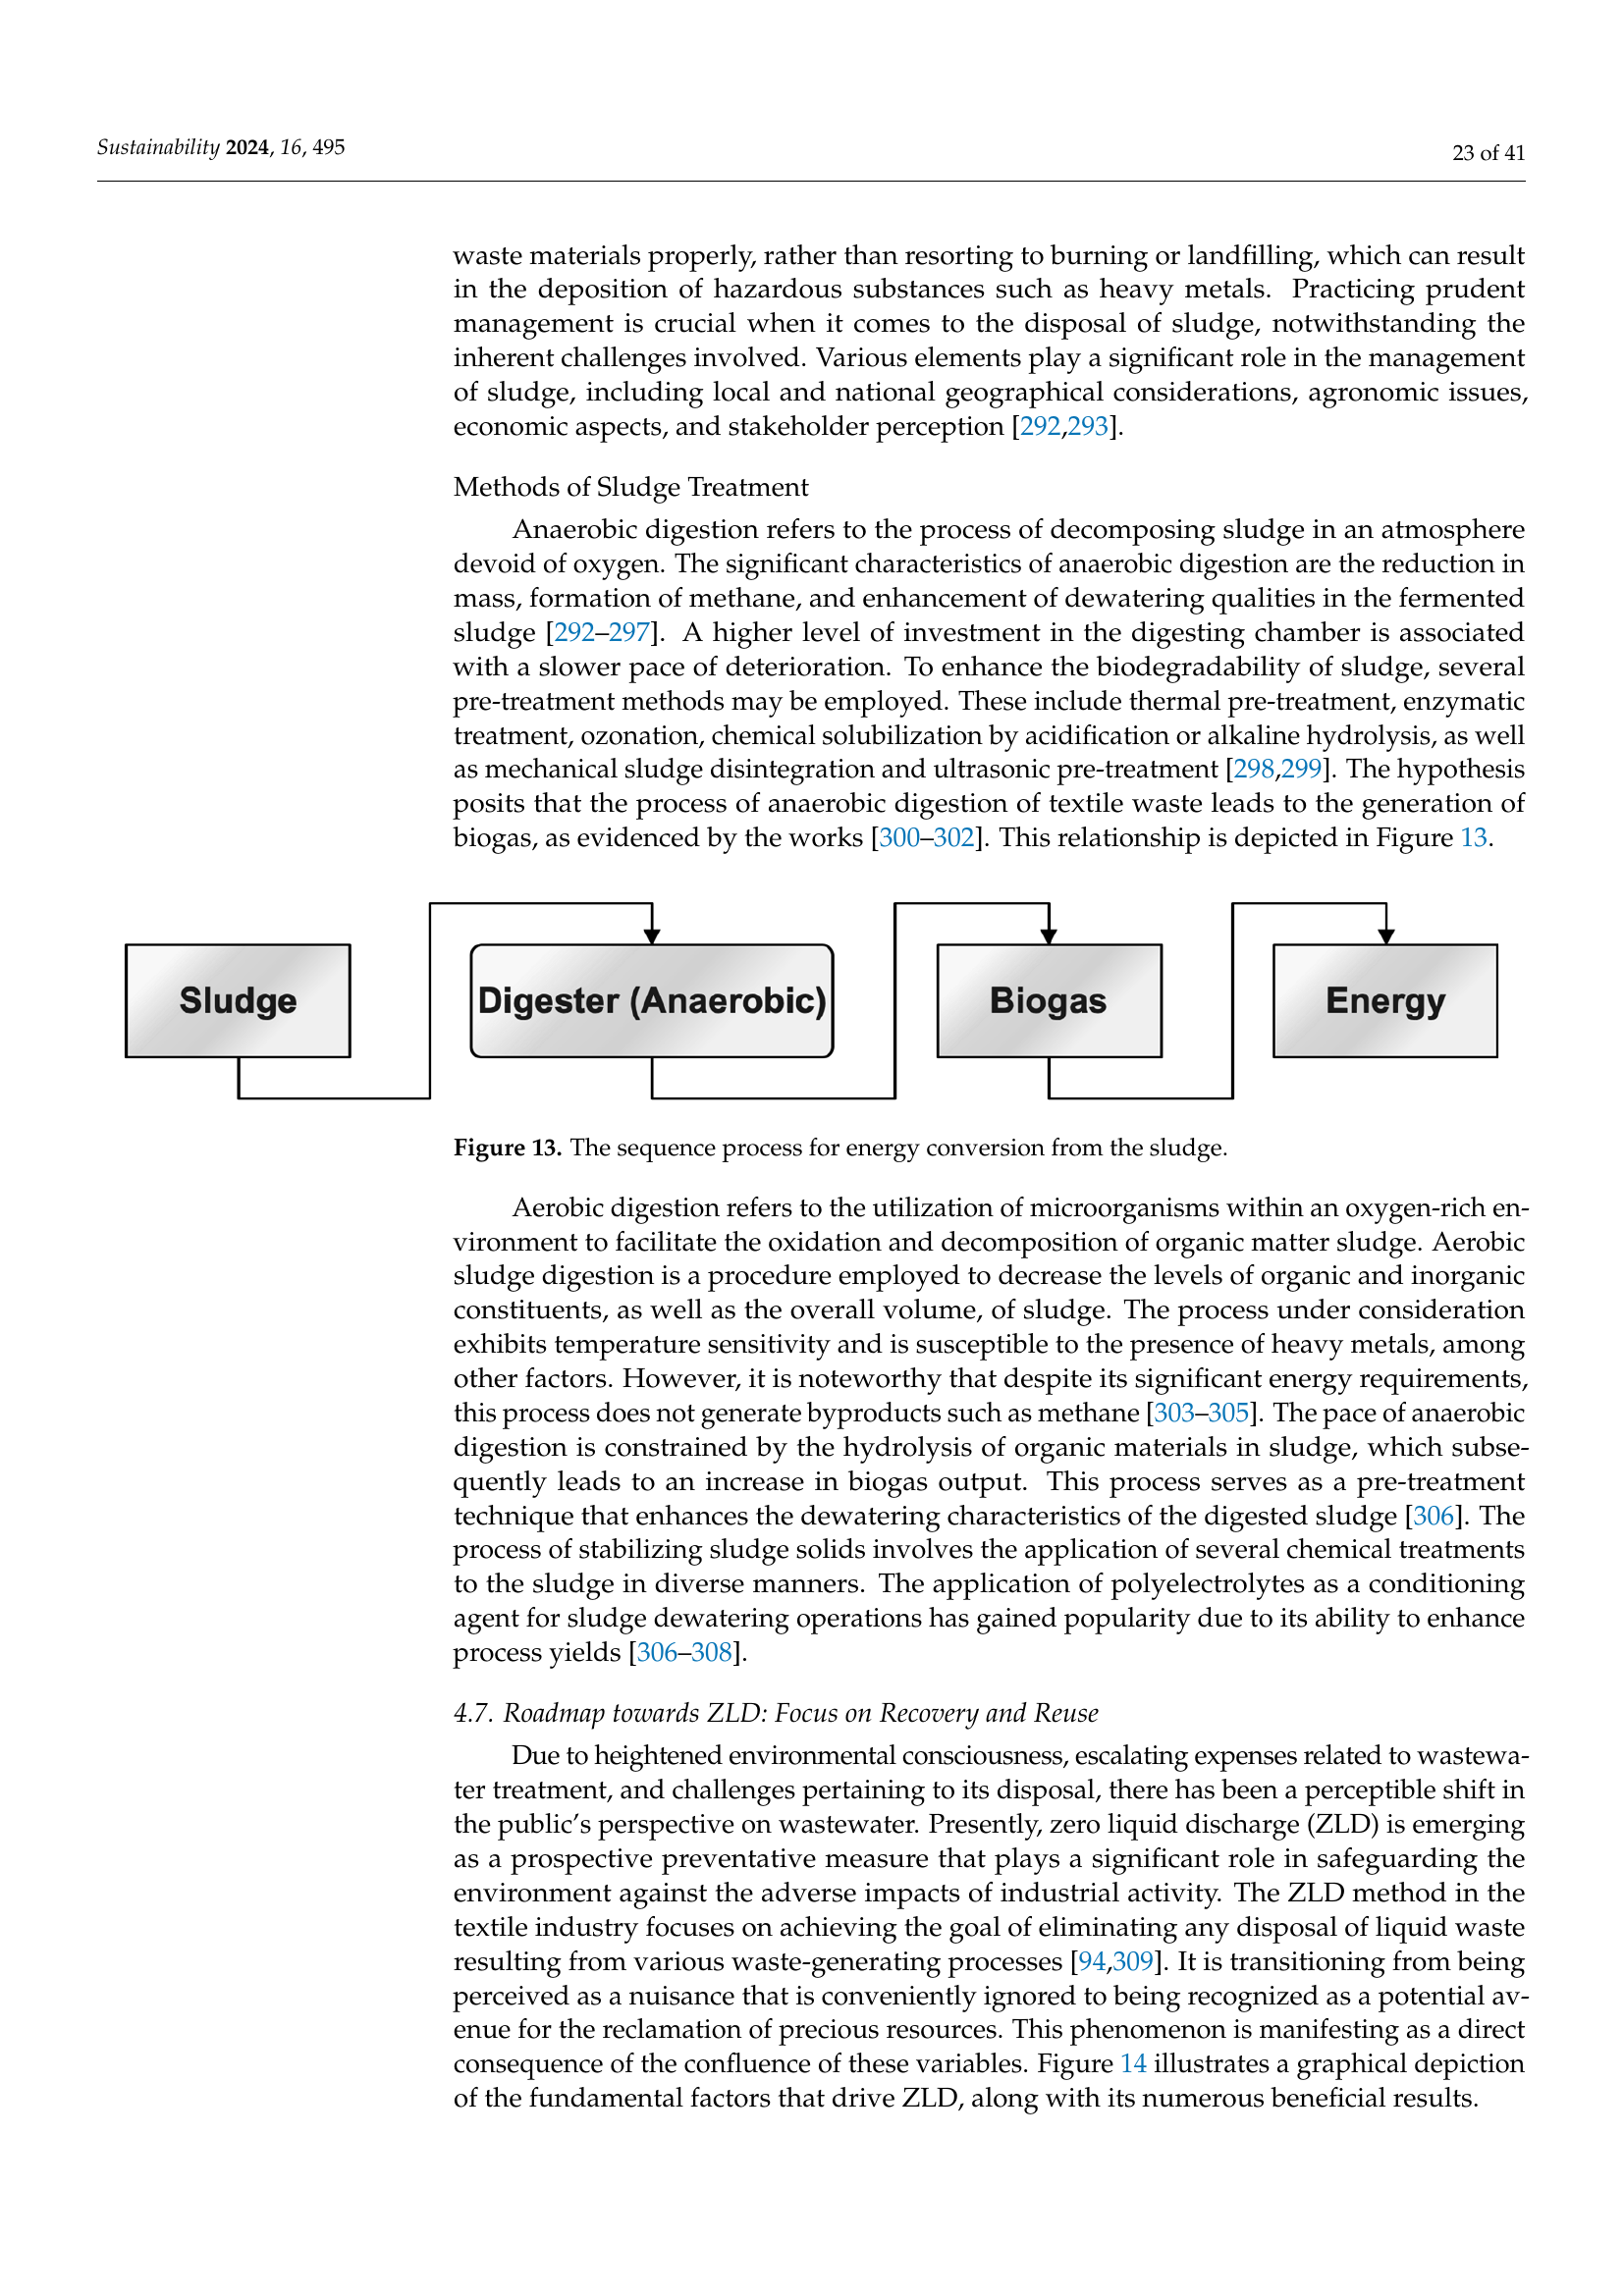 Sustainability 2024, 16, 495
23 of 41
waste materials properly, rather than resorting to burning or landfilling, which can result
in the deposition of hazardous substances such as heavy metals. Practicing prudent
management is crucial when it comes to the disposal of sludge, notwithstanding the
inherent challenges involved. Various elements play a significant role in the management
of sludge, including local and national geographical considerations, agronomic issues,
economic aspects, and stakeholder perception [292,293].
Methods of Sludge Treatment
Anaerobic digestion refers to the process of decomposing sludge in an atmosphere
devoid of oxygen. The significant characteristics of anaerobic digestion are the reduction in
mass, formation of methane, and enhancement of dewatering qualities in the fermented
sludge [292–297]. A higher level of investment in the digesting chamber is associated
with a slower pace of deterioration. To enhance the biodegradability of sludge, several
pre-treatment methods may be employed. These include thermal pre-treatment, enzymatic
treatment, ozonation, chemical solubilization by acidification or alkaline hydrolysis, as well
as mechanical sludge disintegration and ultrasonic pre-treatment [298,299]. The hypothesis
posits that the process of anaerobic digestion of textile waste leads to the generation of
biogas, as evidenced by the works [300–302]. This relationship is depicted in Figure 13.
Sludge
Digester (Anaerobic)
Biogas
Energy
Figure 13. The sequence process for energy conversion from the sludge.
Aerobic digestion refers to the utilization of microorganisms within an oxygen-rich en-
vironment to facilitate the oxidation and decomposition of organic matter sludge. Aerobic
sludge digestion is a procedure employed to decrease the levels of organic and inorganic
constituents, as well as the overall volume, of sludge. The process under consideration
exhibits temperature sensitivity and is susceptible to the presence of heavy metals, among
other factors. However, it is noteworthy that despite its significant energy requirements,
this process does not generate byproducts such as methane [303–305]. The pace of anaerobic
digestion is constrained by the hydrolysis of organic materials in sludge, which subse-
quently leads to an increase in biogas output. This process serves as a pre-treatment
technique that enhances the dewatering characteristics of the digested sludge [306]. The
process of stabilizing sludge solids involves the application of several chemical treatments
to the sludge in diverse manners. The application of polyelectrolytes as a conditioning
agent for sludge dewatering operations has gained popularity due to its ability to enhance
process yields [306–308].
4.7. Roadmap towards ZLD: Focus on Recovery and Reuse
Due to heightened environmental consciousness, escalating expenses related to wastewa-
ter treatment, and challenges pertaining to its disposal, there has been a perceptible shift in
the public's perspective on wastewater. Presently, zero liquid discharge (ZLD) is emerging
as a prospective preventative measure that plays a significant role in safeguarding the
environment against the adverse impacts of industrial activity. The ZLD method in the
textile industry focuses on achieving the goal of eliminating any disposal of liquid waste
resulting from various waste-generating processes [94,309]. It is transitioning from being
perceived as a nuisance that is conveniently ignored to being recognized as a potential av-
enue for the reclamation of precious resources. This phenomenon is manifesting as a direct
consequence of the confluence of these variables. Figure 14 illustrates a graphical depiction
of the fundamental factors that drive ZLD, along with its numerous beneficial results.